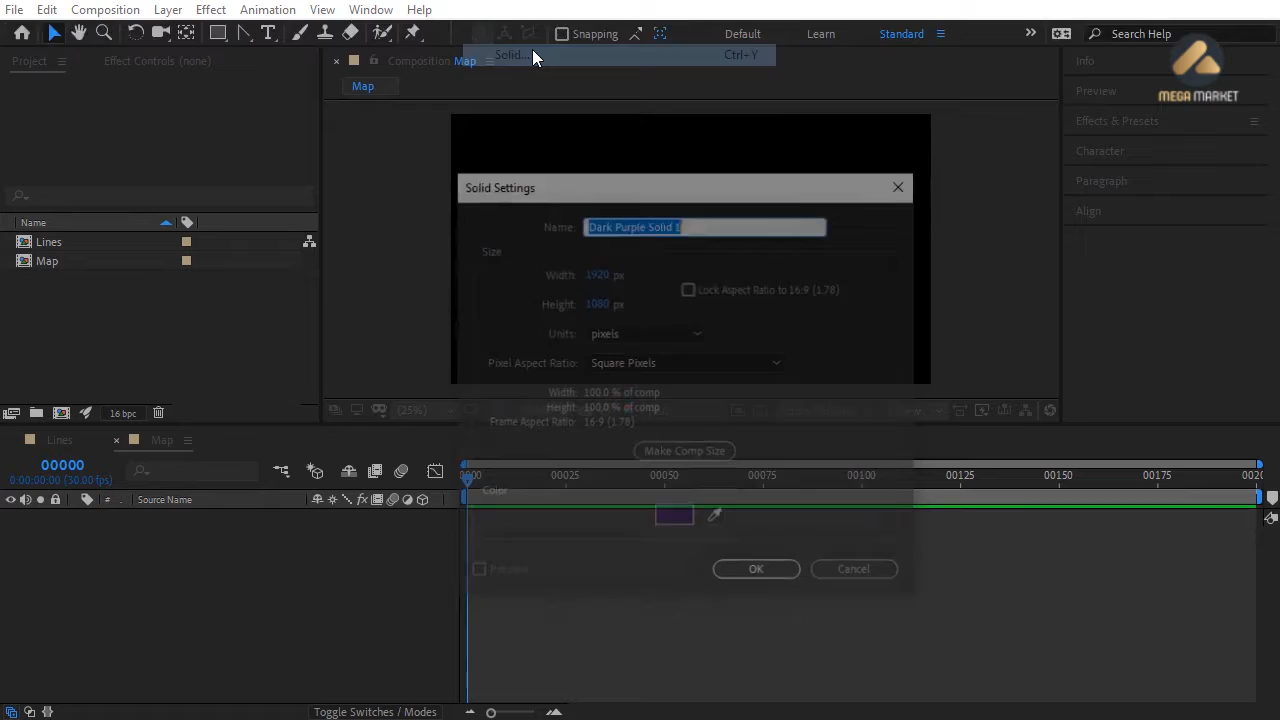 File Edit Composition Layer Effect Animation View Window Help
Snapping Default Learn Standard Search Help
Solid... Ctrl+Y
Project Effect Controls (none) Composition Map Info
Map Preview
MEGA MARKET
Effects & Presets
Character
Paragraph
Align
Solid Settings
Name: Dark Purple Solid 1
Size
Width: 1920 px
Lock Aspect Ratio to 16:9 (1.78)
Height: 1080 px
Units: pixels
Pixel Aspect Ratio: Square Pixels
Width: 100.0 % of comp
Height: 100.0 % of comp
Frame Aspect Ratio: 16:9 (1.78)
Make Comp Size
Color
Preview OK Cancel
Name
Lines
Map
16 bpc (25%)
Lines Map
00000
0:00:00:00 (30.00 fps)
0000 00025 00050 00075 00100 00125 00150 00175 0020
# Source Name
Toggle Switches / Modes